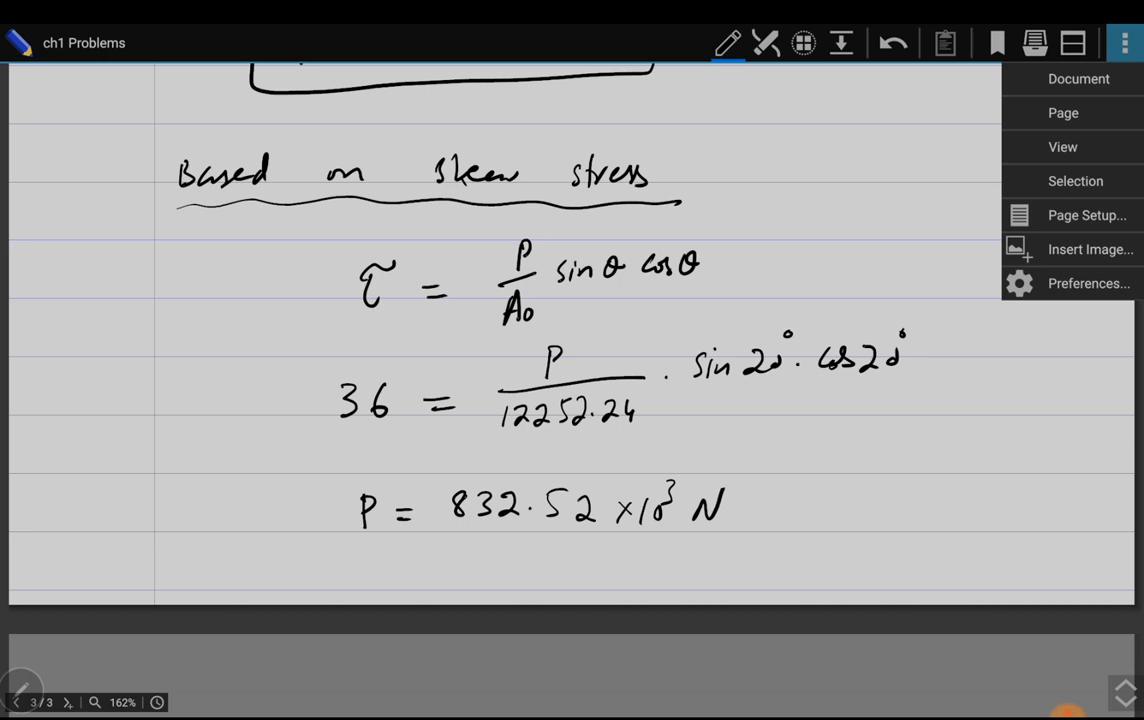 ch1 Problems
Document
Page
View
Selection
Page Setup...
Insert Image...
Preferences...
Based on shear stress
τ = P/A₀ sin θ cos θ
36 = P/12252.24 . sin 20° . cos 20°
P = 832.52 × 10³ N
3/3
162%